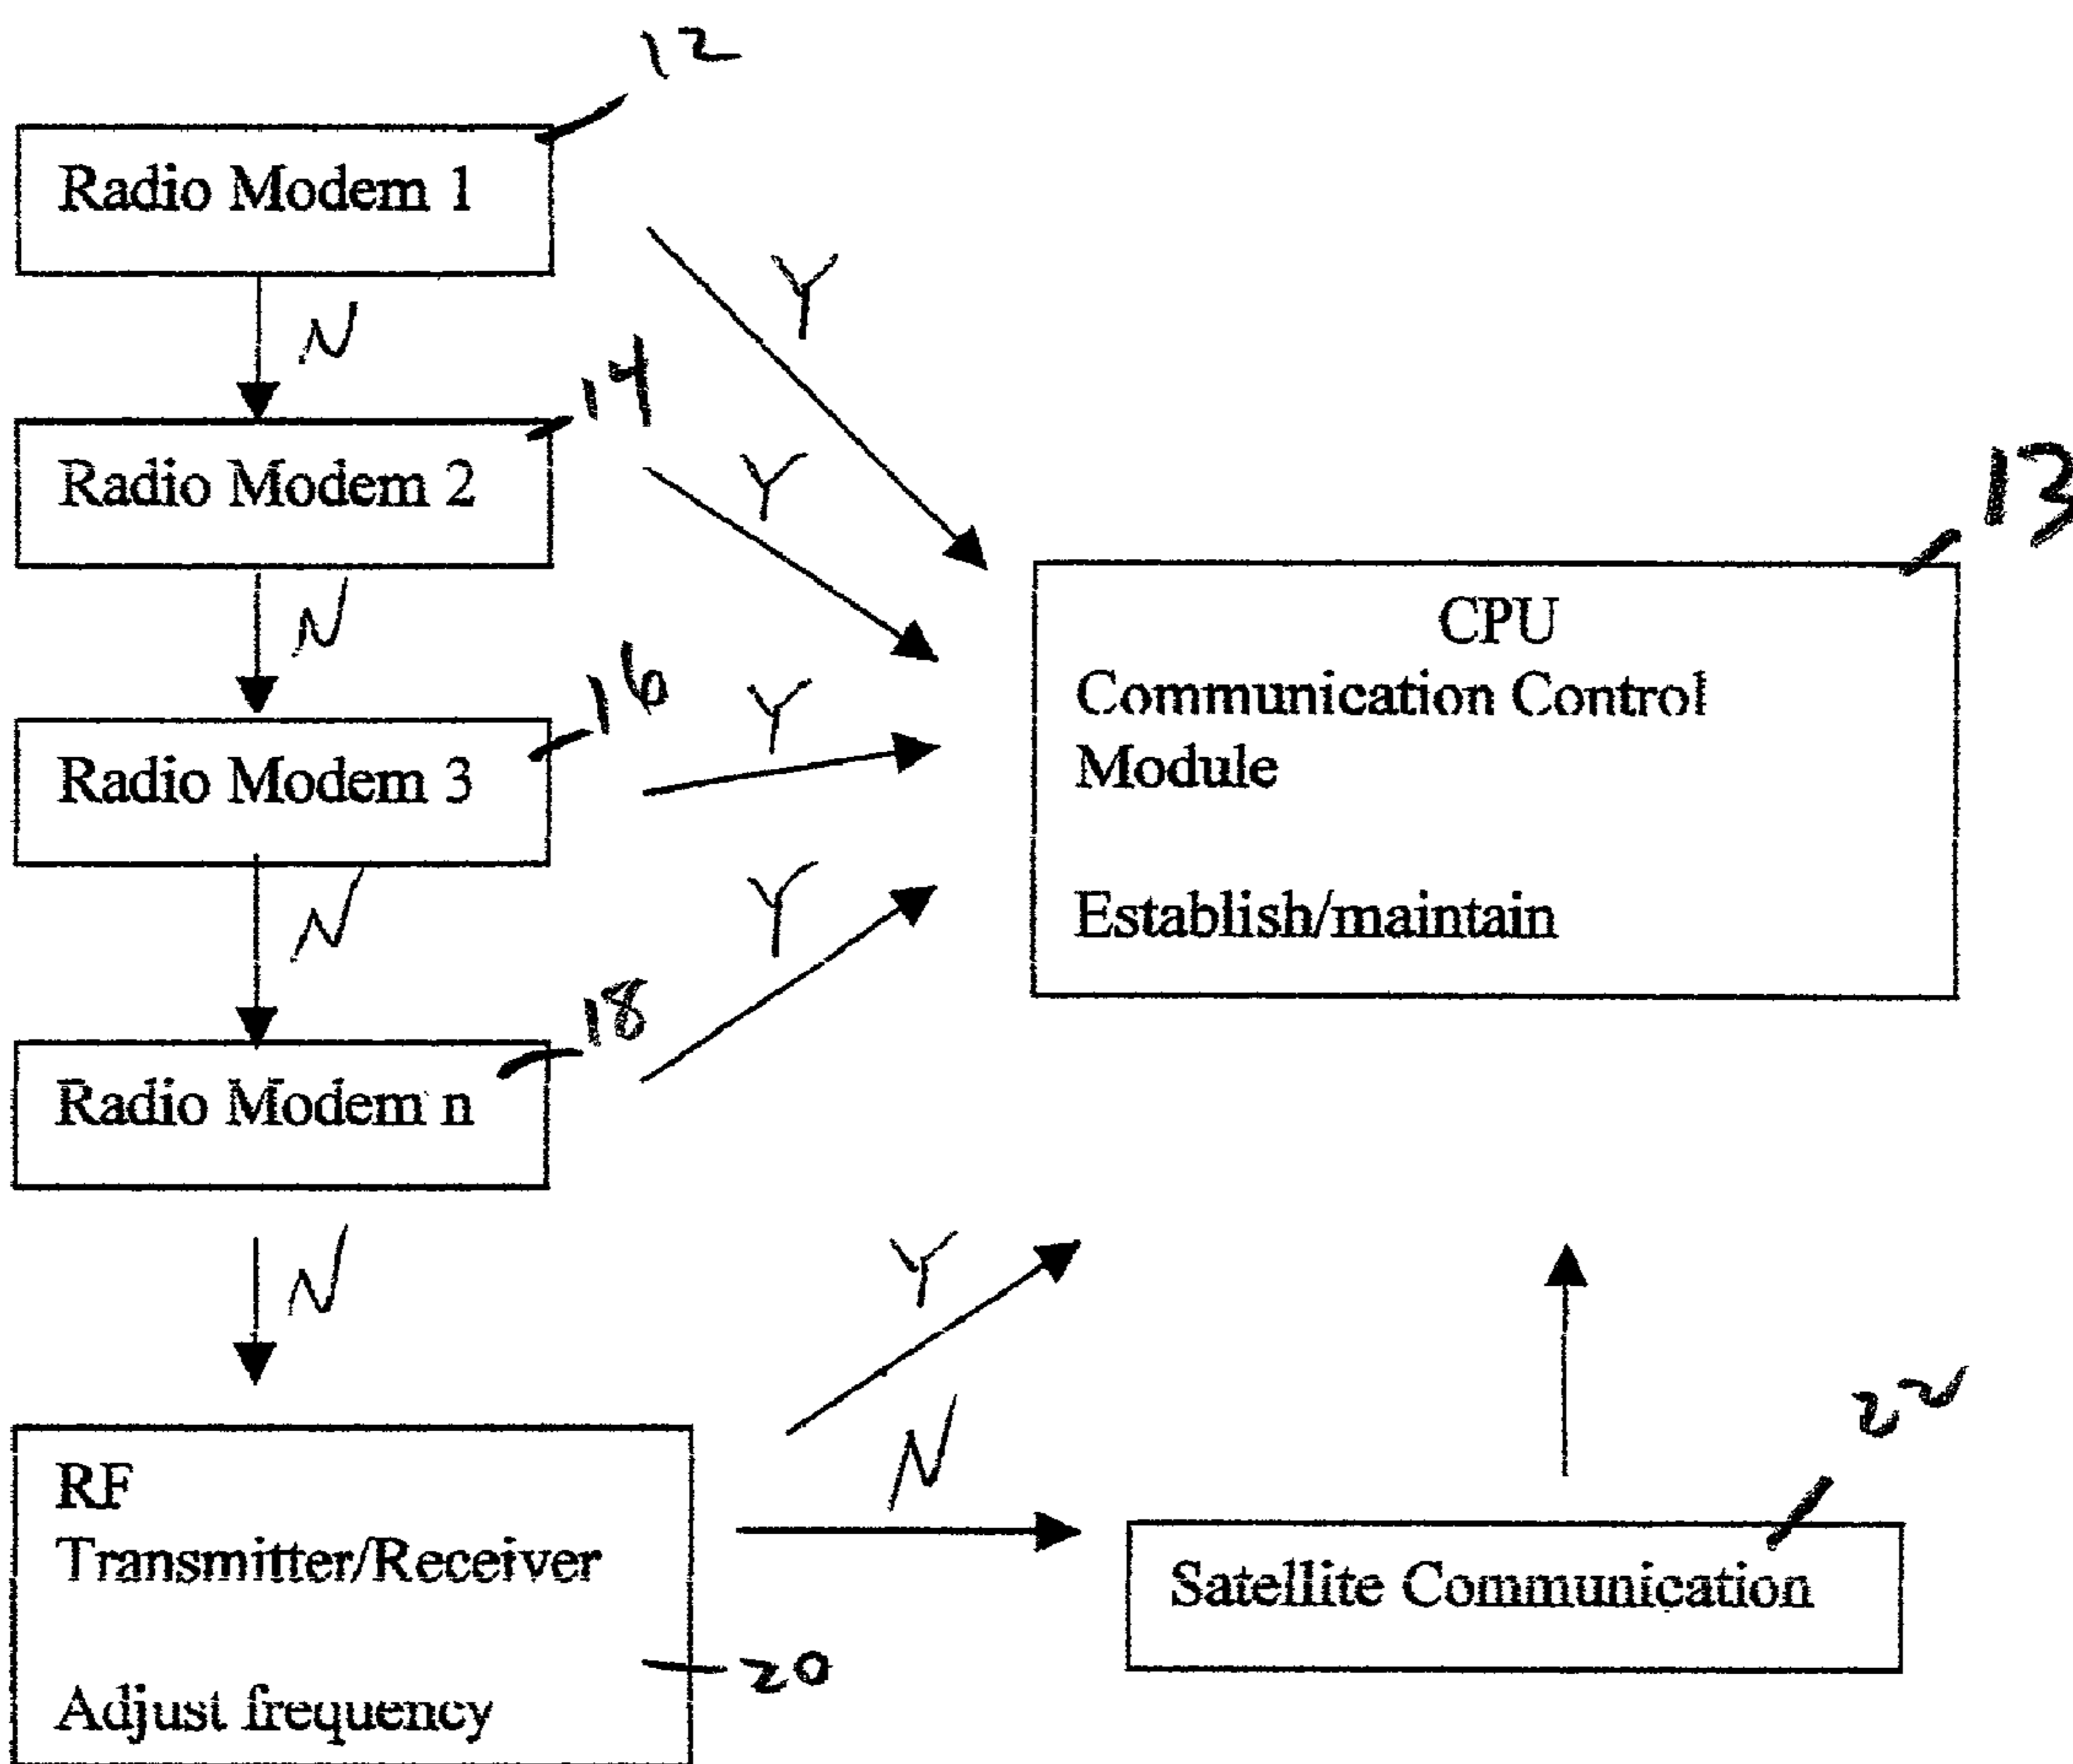 12
Radio Modem 1
Y
N
14
Radio Modem 2
Y
13
N
CPU
Communication Control
Module
Establish/maintain
16
Radio Modem 3
Y
N
Y
18
Radio Modem n
N
Y
N
22
RF
Transmitter/Receiver
Adjust frequency
20
Satellite Communication